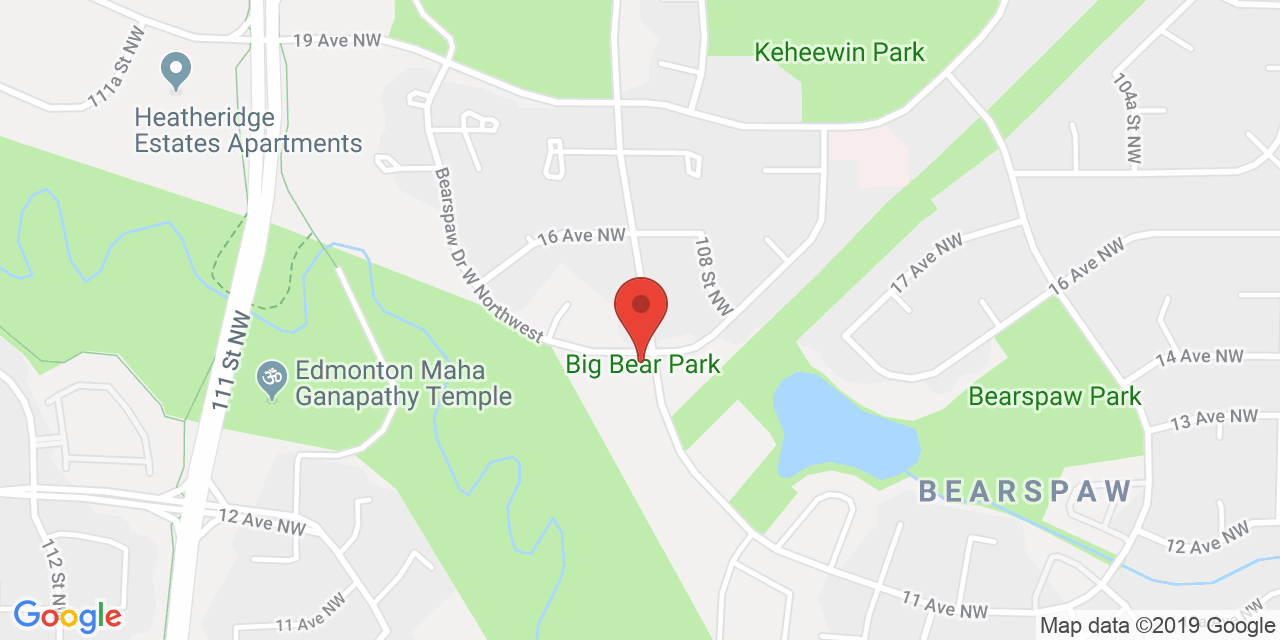 19 Ave NW
Keheewin Park
111a St NW
104a St NW
Heatheridge
Estates Apartments
Bearspaw Dr W Northwest
16 Ave NW
108 St NW
17 Ave NW
16 Ave NW
111 St NW
Big Bear Park
14 Ave NW
Edmonton Maha
Ganapathy Temple
Bearspaw Park
13 Ave NW
BEARSPAW
12 Ave NW
12 Ave NW
112 St NW
11 Ave NW
11 Ave NW
Google
Map data ©2019 Google